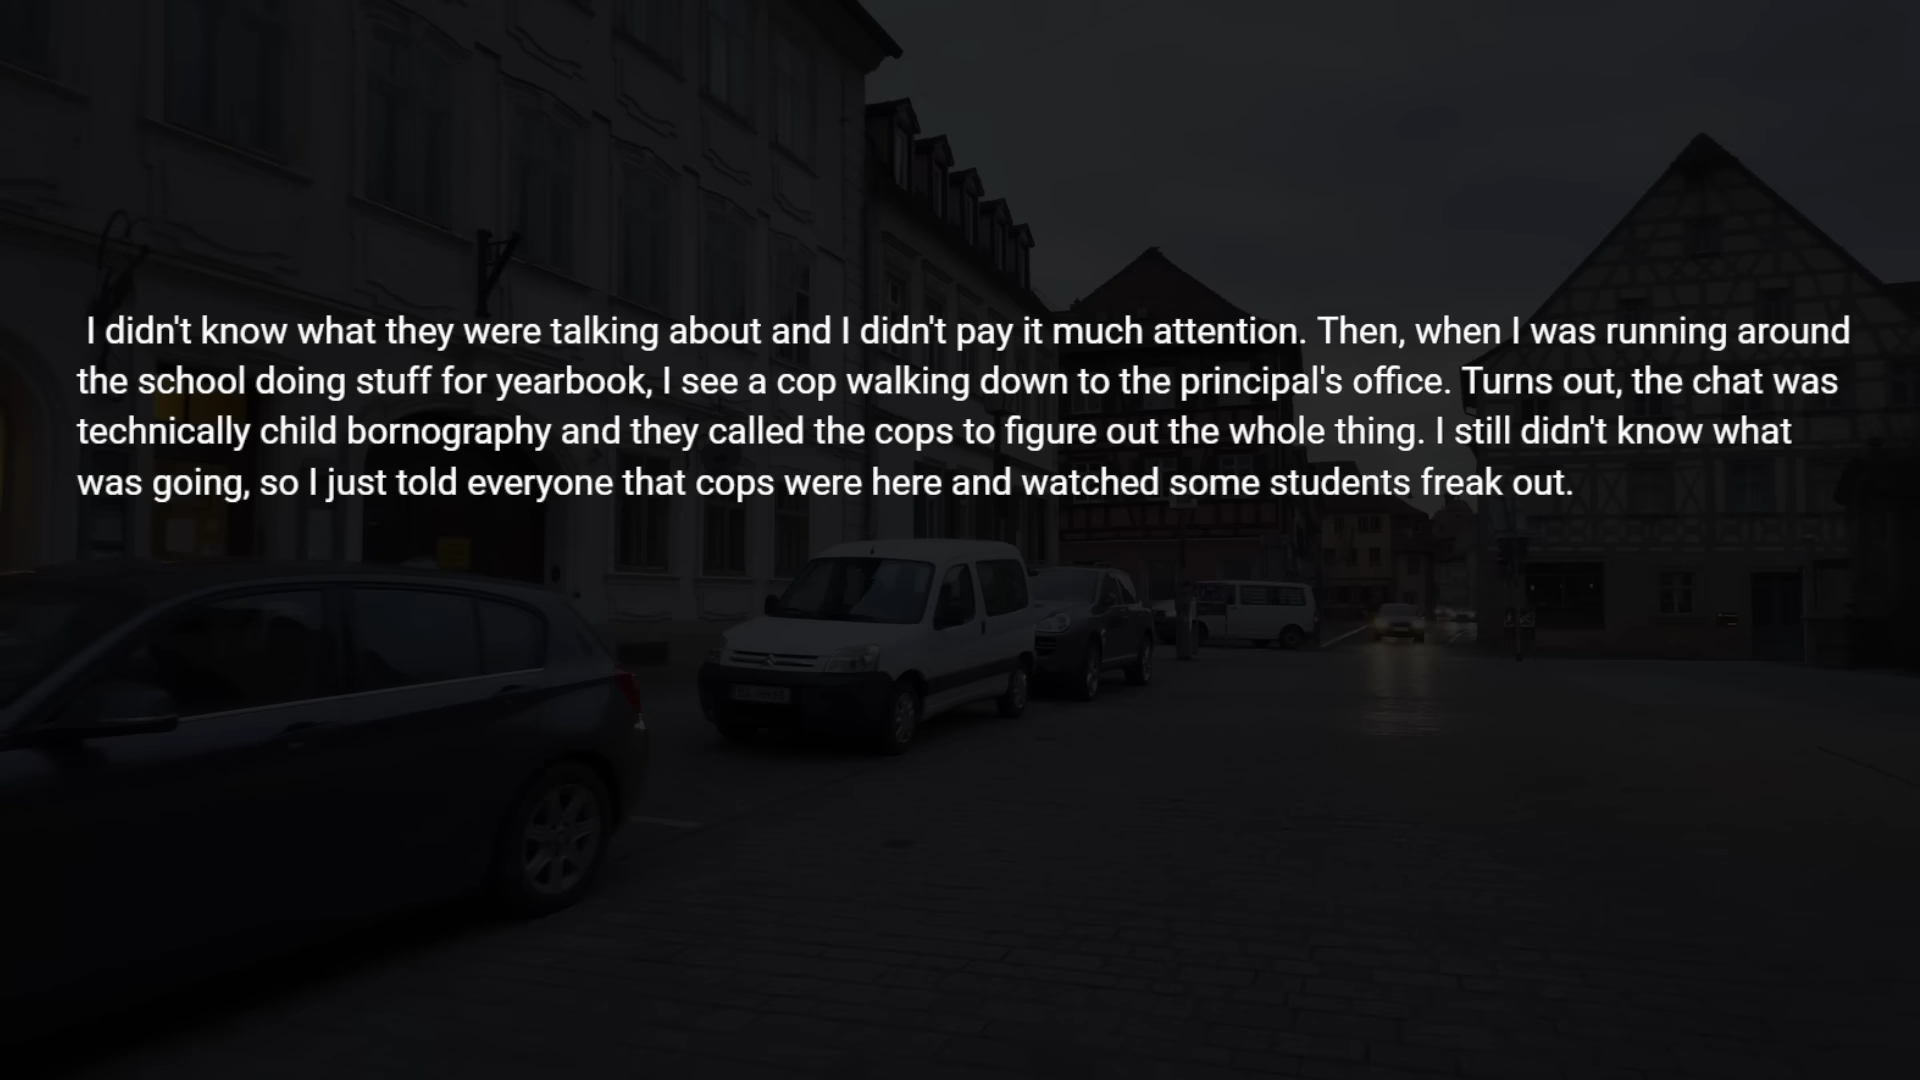 I didn't know what they were talking about and I didn't pay it much attention. Then, when I was running around
the school doing stuff for yearbook, I see a cop walking down to the principal's office. Turns out, the chat was
technically child bornography and they called the cops to figure out the whole thing. I still didn't know what
was going, so I just told everyone that cops were here and watched some students freak out.